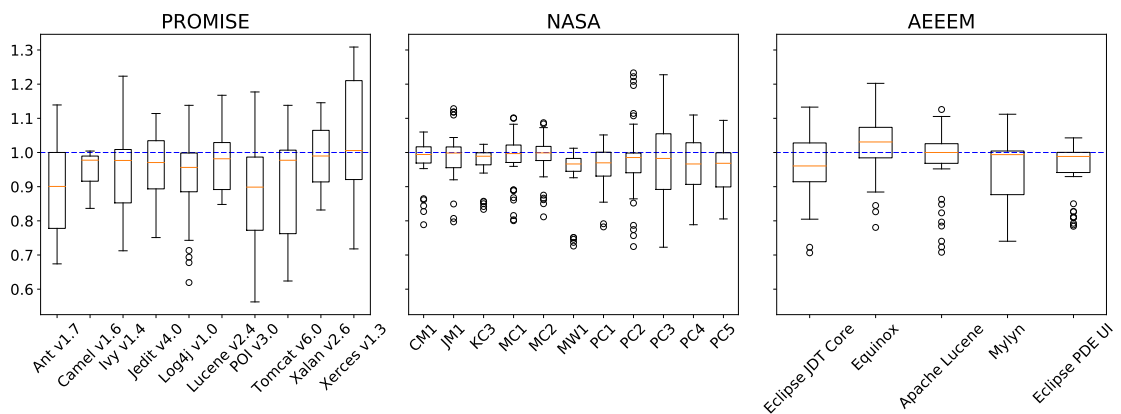 PROMISE
NASA
AEEEM
1.3
1.2
1.1
1.0
0.9
0.8
0.7
0.6
Ant v1.7
Camel v1.6
Ivy v1.4
Jedit v4.0
Log4j v1.0
Lucene v2.4
POI v3.0
Tomcat v6.0
Xalan v2.6
Xerces v1.3
CM1
JM1
KC3
MC1
MC2
MW1
PC1
PC2
PC3
PC4
PC5
Eclipse JDT Core
Equinox
Apache Lucene
Mylyn
Eclipse PDE UI